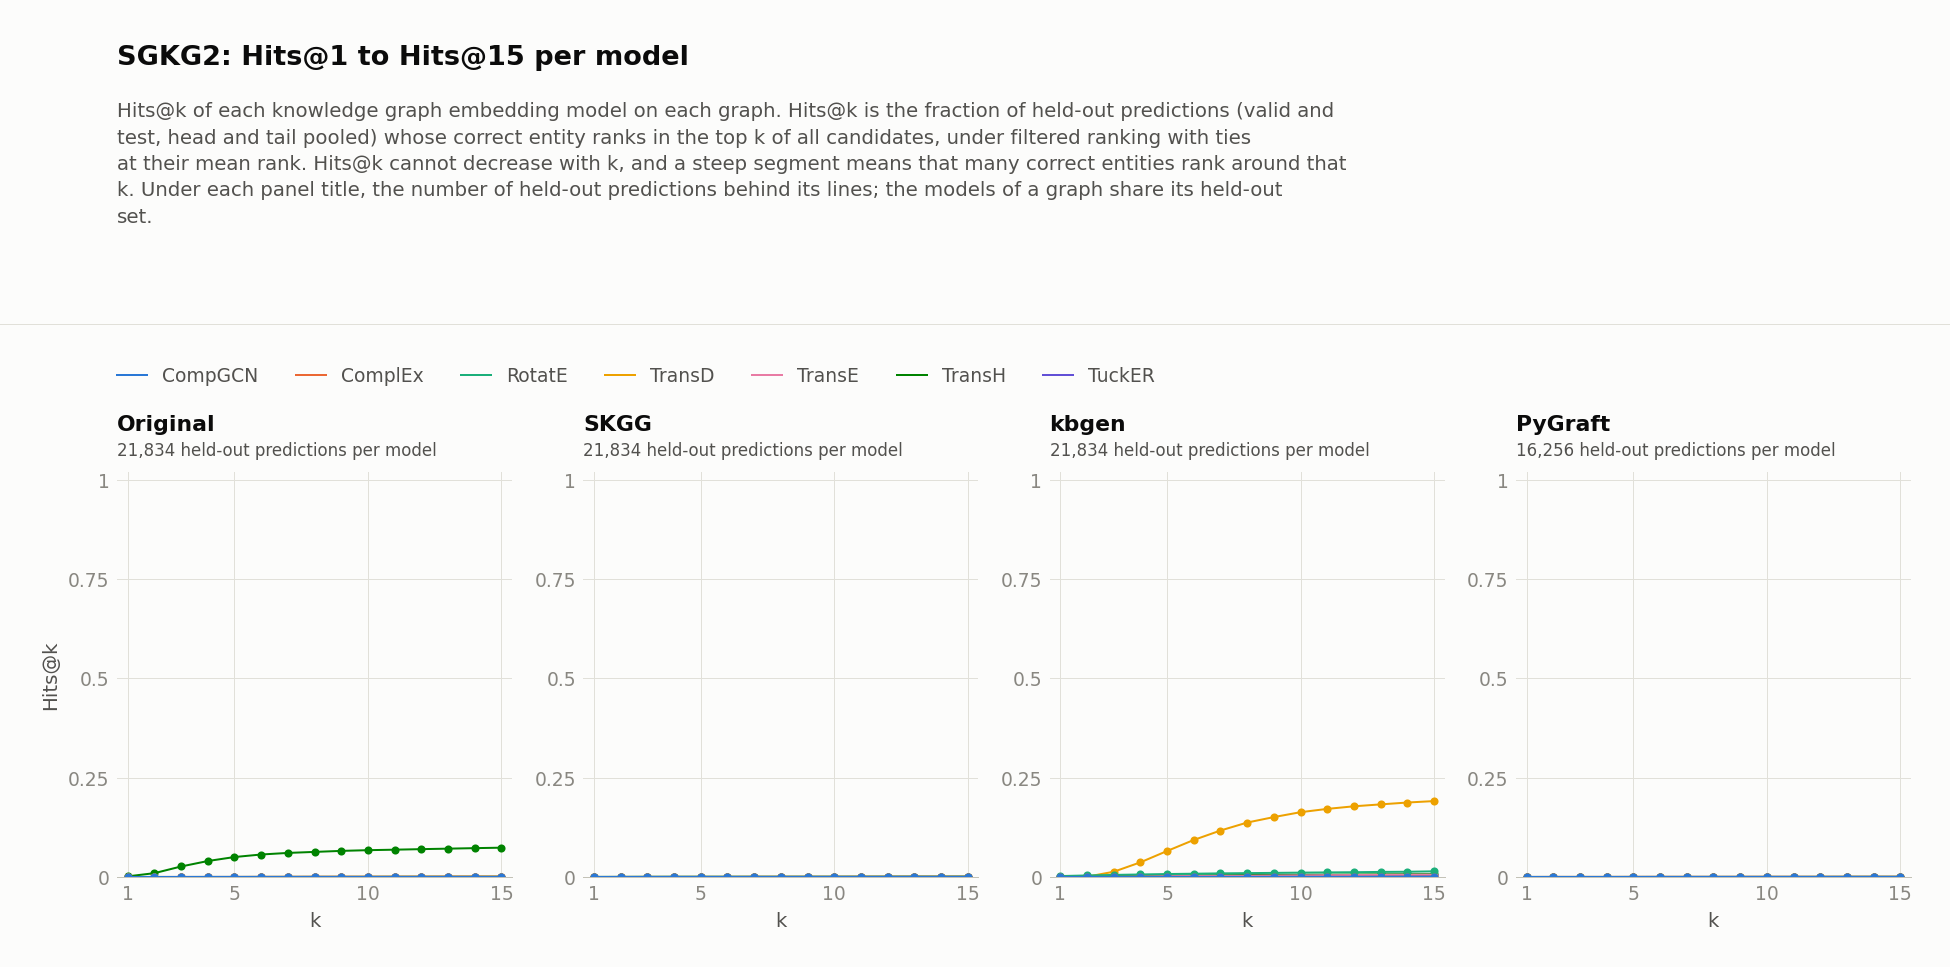 SGKG2: Hits@1 to Hits@15 per model
Hits@k of each knowledge graph embedding model on each graph. Hits@k is the fraction of held-out predictions (valid and
test, head and tail pooled) whose correct entity ranks in the top k of all candidates, under filtered ranking with ties
at their mean rank. Hits@k cannot decrease with k, and a steep segment means that many correct entities rank around that
k. Under each panel title, the number of held-out predictions behind its lines; the models of a graph share its held-out
set.
CompGCN ComplEx RotatE TransD TransE TransH TuckER
Original
21,834 held-out predictions per model
1
0.75
0.5
0.25
0
1 5 10 15
k
Hits@k
SKGG
21,834 held-out predictions per model
1
0.75
0.5
0.25
0
1 5 10 15
k
kbgen
21,834 held-out predictions per model
1
0.75
0.5
0.25
0
1 5 10 15
k
PyGraft
16,256 held-out predictions per model
1
0.75
0.5
0.25
0
1 5 10 15
k